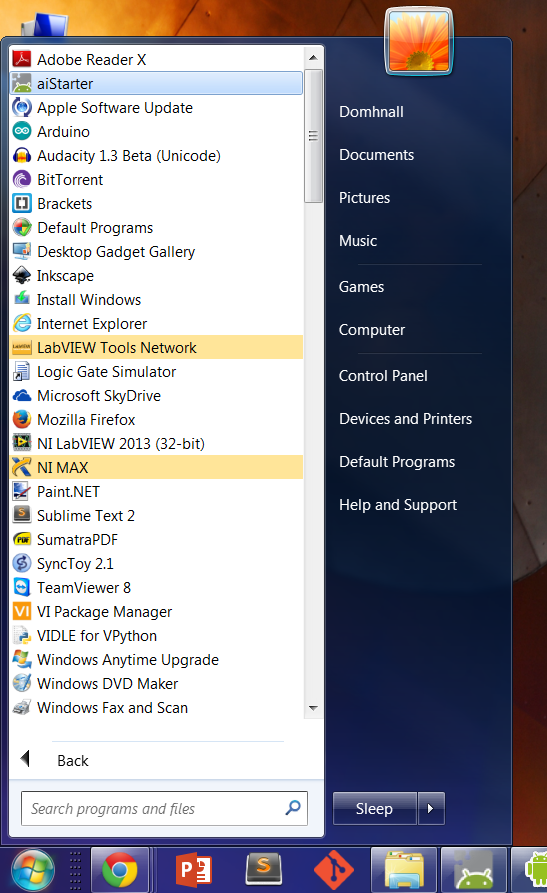 Adobe Reader X
aiStarter
Apple Software Update
Arduino
Audacity 1.3 Beta (Unicode)
BitTorrent
Brackets
Default Programs
Desktop Gadget Gallery
Inkscape
Install Windows
Internet Explorer
LabVIEW Tools Network
Logic Gate Simulator
Microsoft SkyDrive
Mozilla Firefox
NI LabVIEW 2013 (32-bit)
NI MAX
Paint.NET
Sublime Text 2
SumatraPDF
SyncToy 2.1
TeamViewer 8
VI Package Manager
VIDLE for VPython
Windows Anytime Upgrade
Windows DVD Maker
Windows Fax and Scan
Back
Search programs and files
Domhnall
Documents
Pictures
Music
Games
Computer
Control Panel
Devices and Printers
Default Programs
Help and Support
Sleep